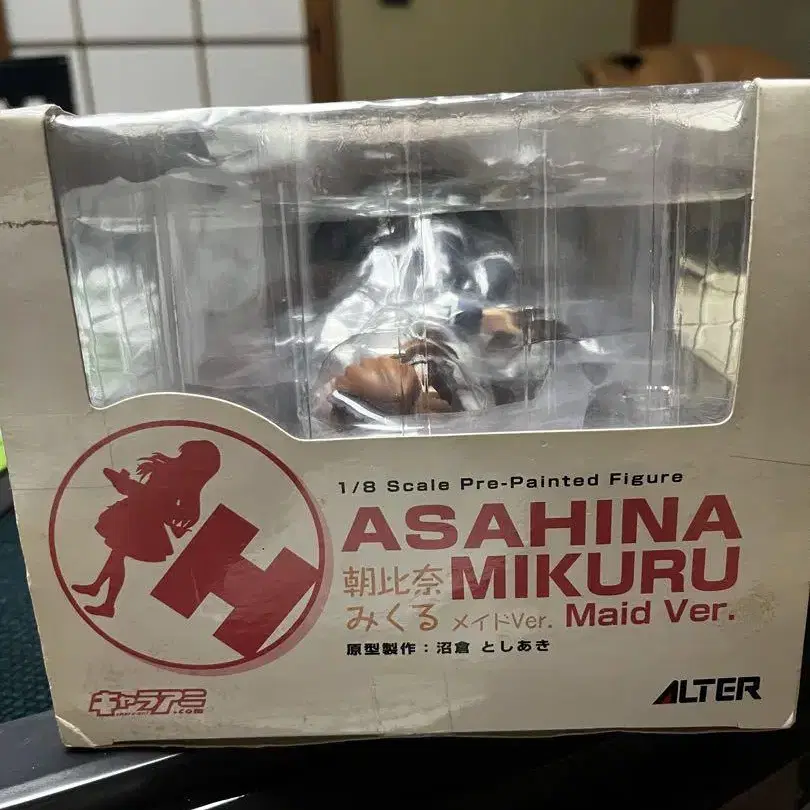 1/8 Scale Pre-Painted Figure
ASAHINA
朝比奈 MIKURU
みくる メイドVer. Maid Ver.
原型製作：沼倉 としあき
キャラアニ
.com
ALTER